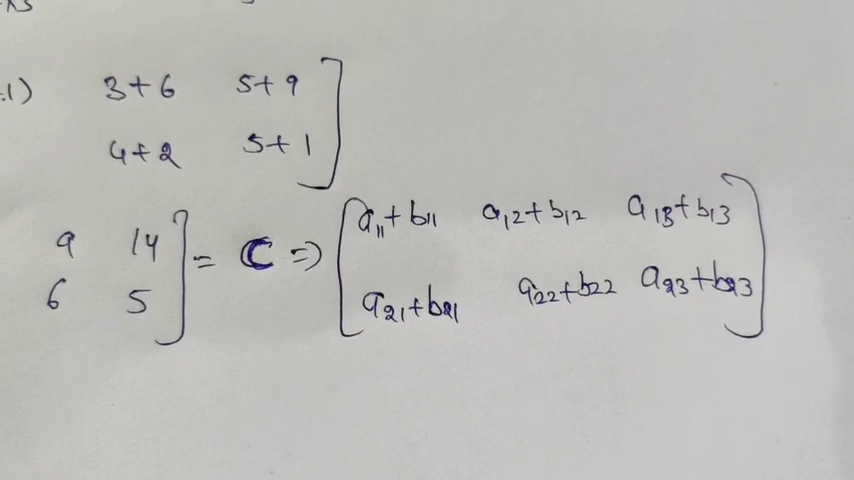 .1) 3+6 5+9
4+2 5+1
9 14
6 5 ] = C => [ a11+b11 a12+b12 a13+b13
a21+b21 a22+b22 a23+b23 ]